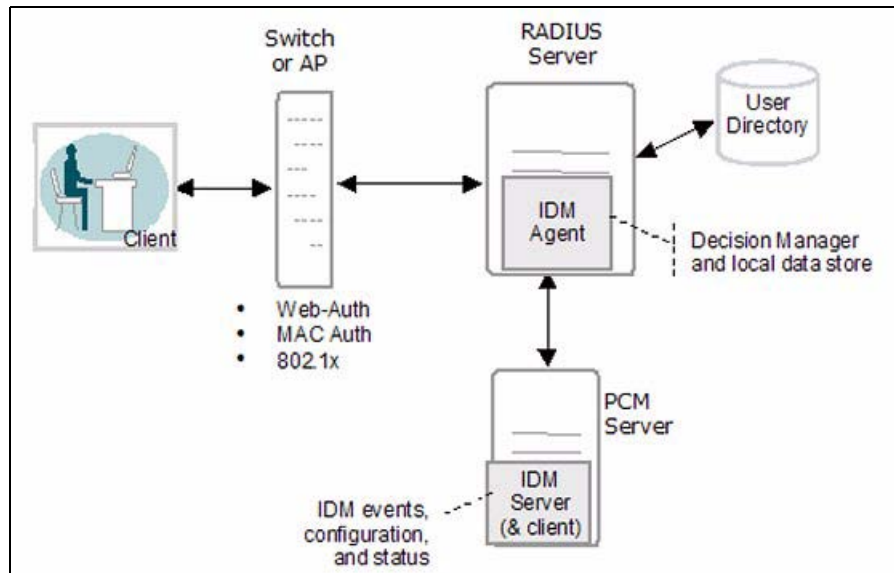 Switch
or AP
RADIUS
Server
User
Directory
Client
IDM
Agent
Decision Manager
and local data store
• Web-Auth
• MAC Auth
• 802.1x
PCM
Server
IDM
Server
(& client)
IDM events,
configuration,
and status